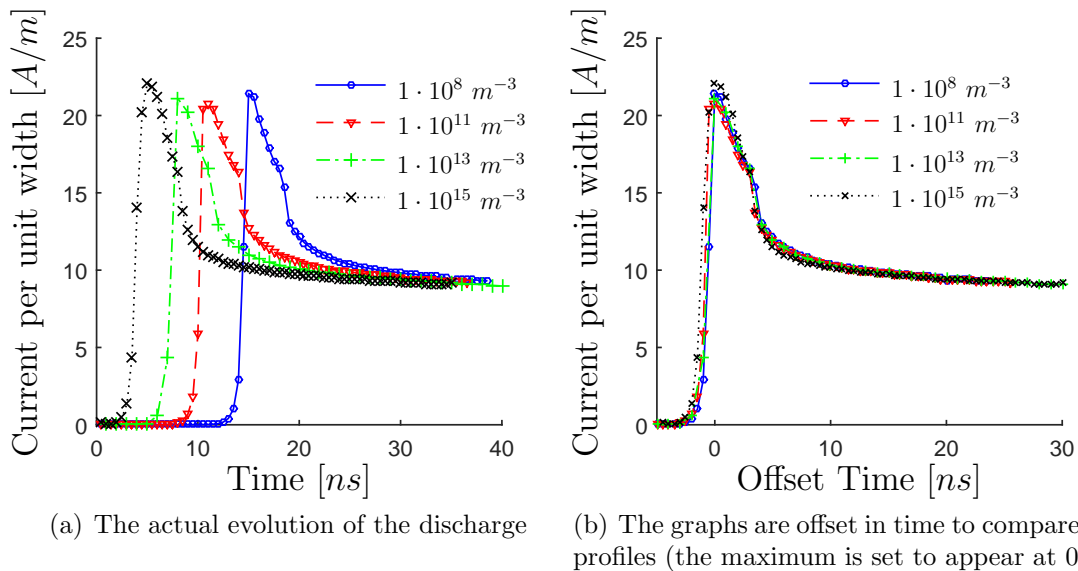 Current per unit width [A/m]
25
20
15
10
5
0
0 10 20 30 40
Time [ns]
1 · 10^8 m^-3
1 · 10^11 m^-3
1 · 10^13 m^-3
1 · 10^15 m^-3
(a) The actual evolution of the discharge
Current per unit width [A/m]
25
20
15
10
5
0
0 10 20 30
Offset Time [ns]
1 · 10^8 m^-3
1 · 10^11 m^-3
1 · 10^13 m^-3
1 · 10^15 m^-3
(b) The graphs are offset in time to compare
profiles (the maximum is set to appear at 0